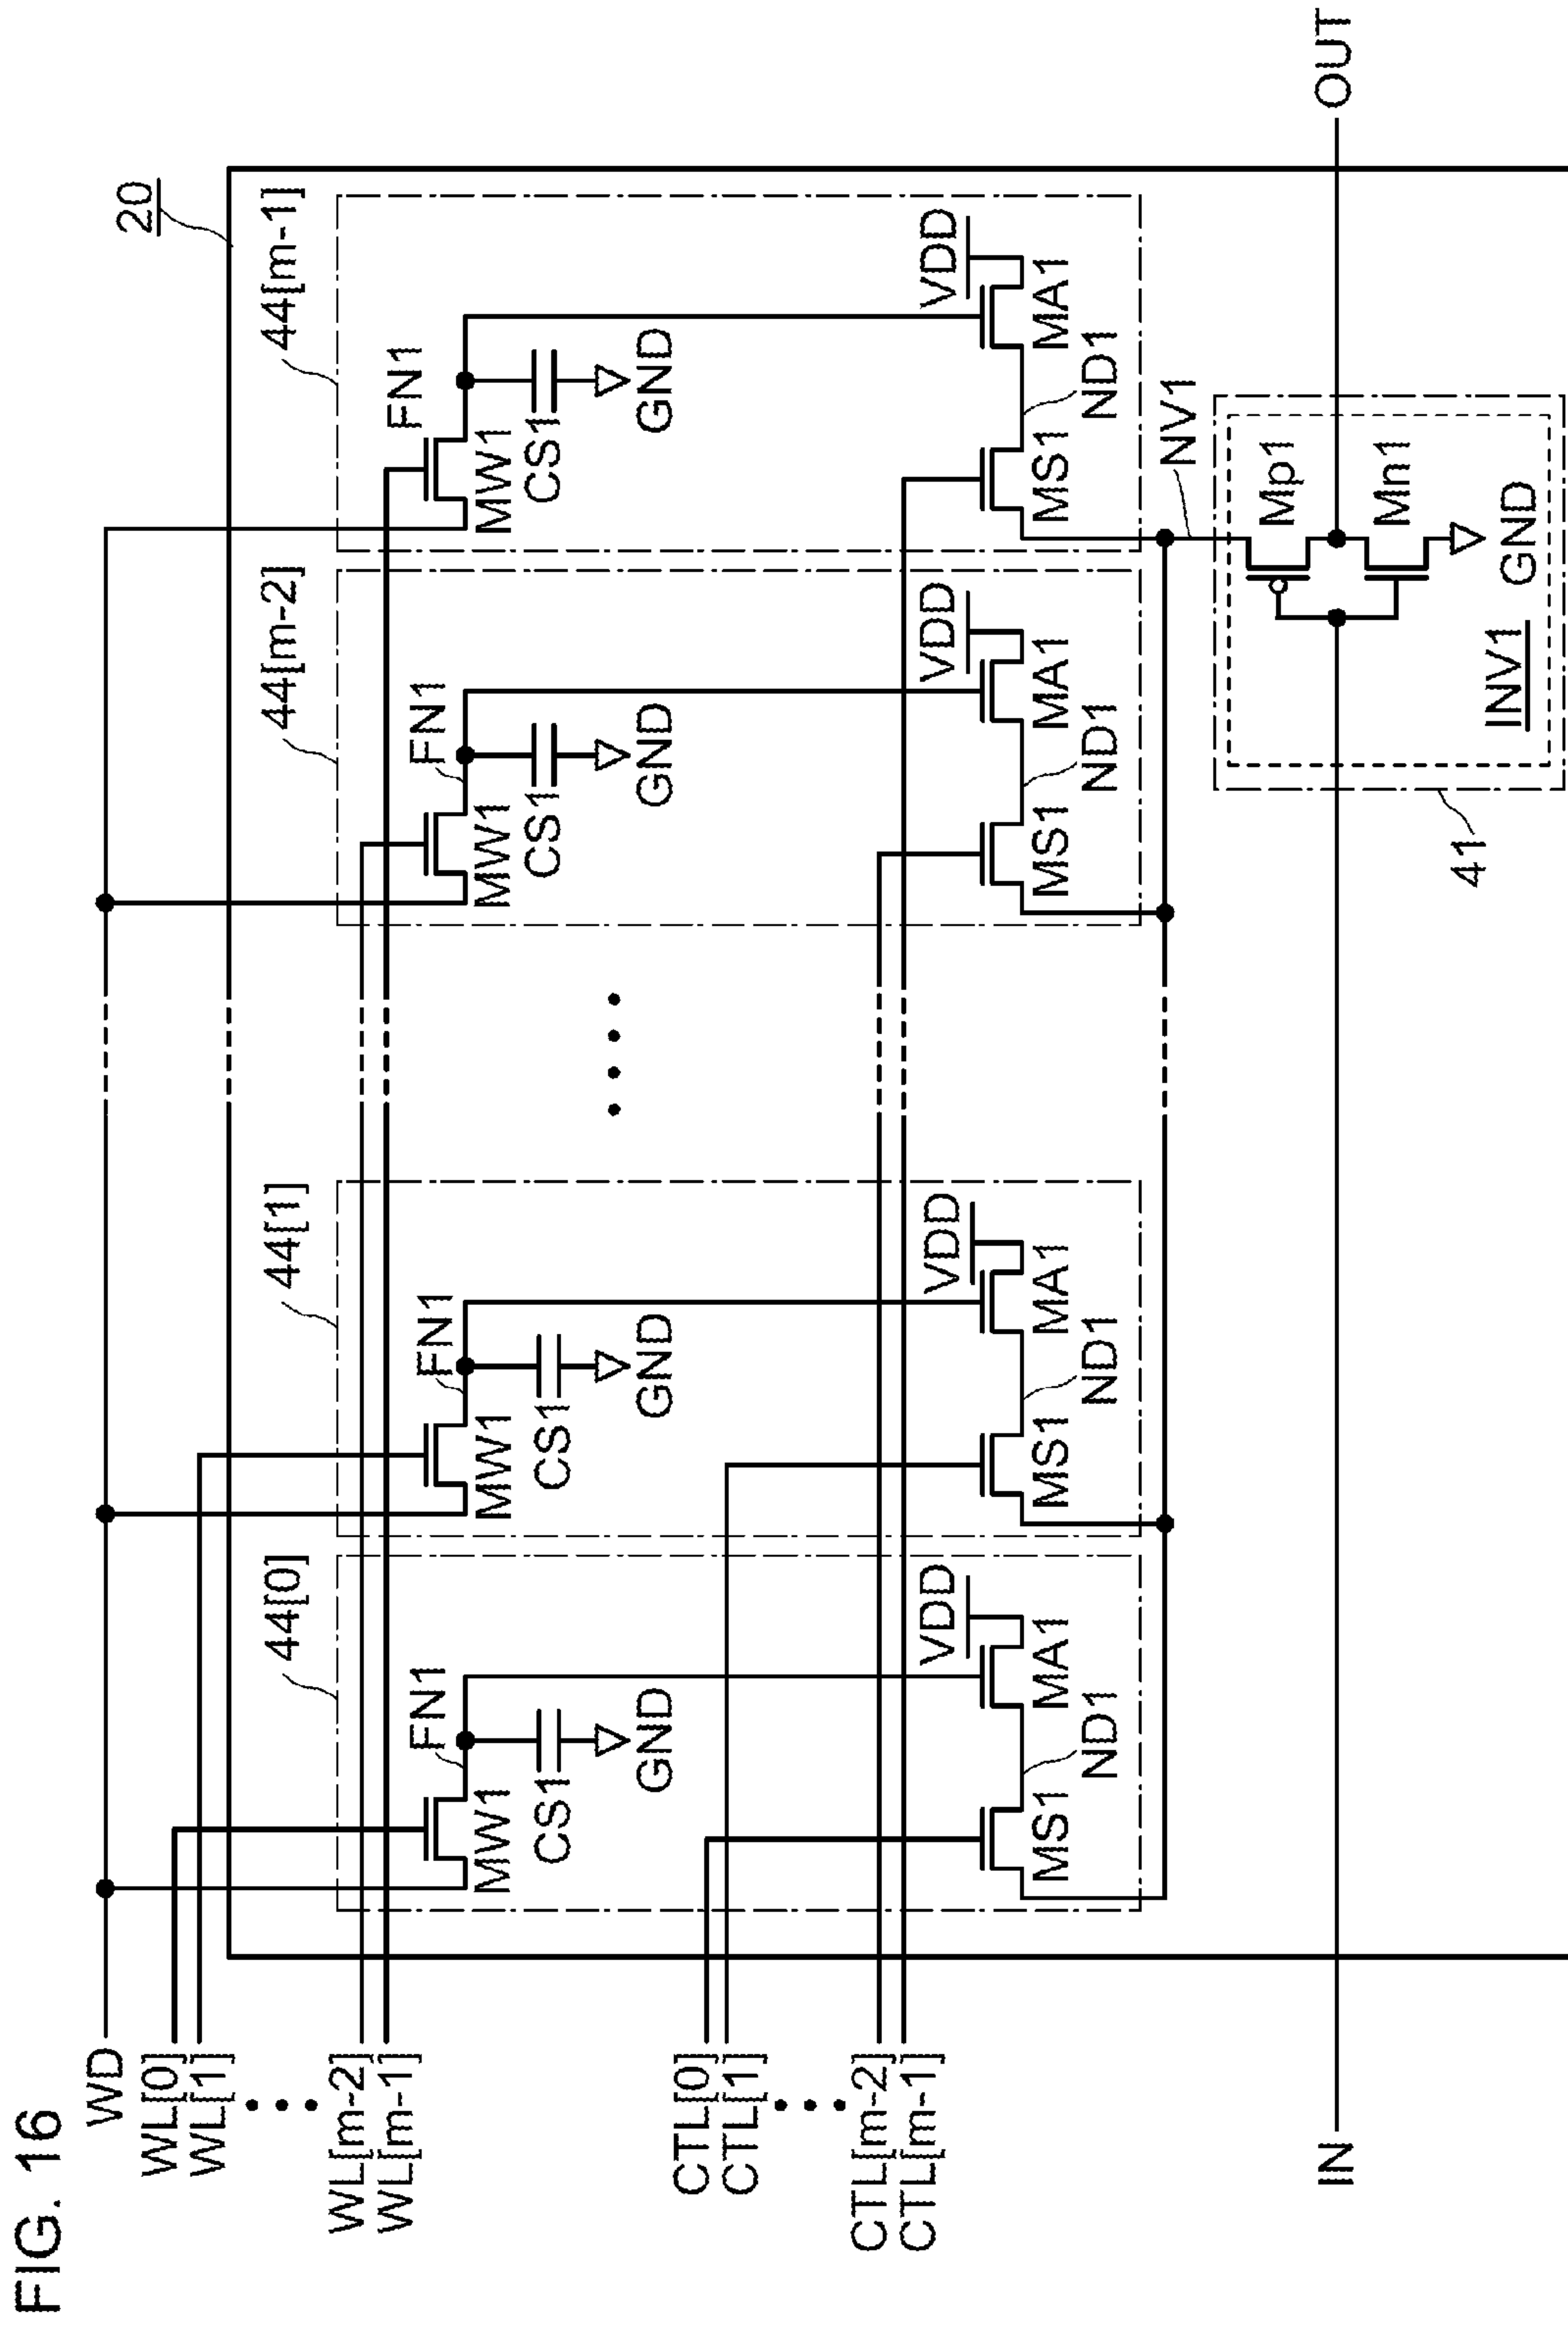 FIG. 16
20
WD
WL[0]
WL[1]
WL[m-2]
WL[m-1]
CTL[0]
CTL[1]
CTL[m-2]
CTL[m-1]
IN
OUT
44[0]
FN1
MW1
CS1
GND
VDD
MS1
MA1
ND1
44[1]
FN1
MW1
CS1
GND
VDD
MS1
MA1
ND1
44[m-2]
FN1
MW1
CS1
GND
VDD
MS1
MA1
ND1
44[m-1]
FN1
MW1
CS1
GND
VDD
MS1
MA1
ND1
NV1
Mp1
Mn1
GND
INV1
41